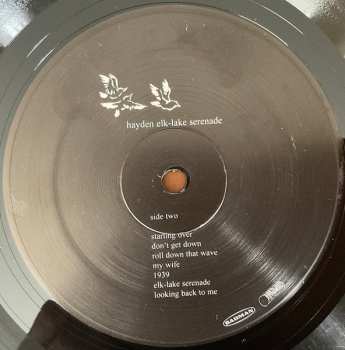 hayden elk-lake serenade
side two
starting over
don't get down
roll down that wave
my wife
1939
elk-lake serenade
looking back to me
BADMAN